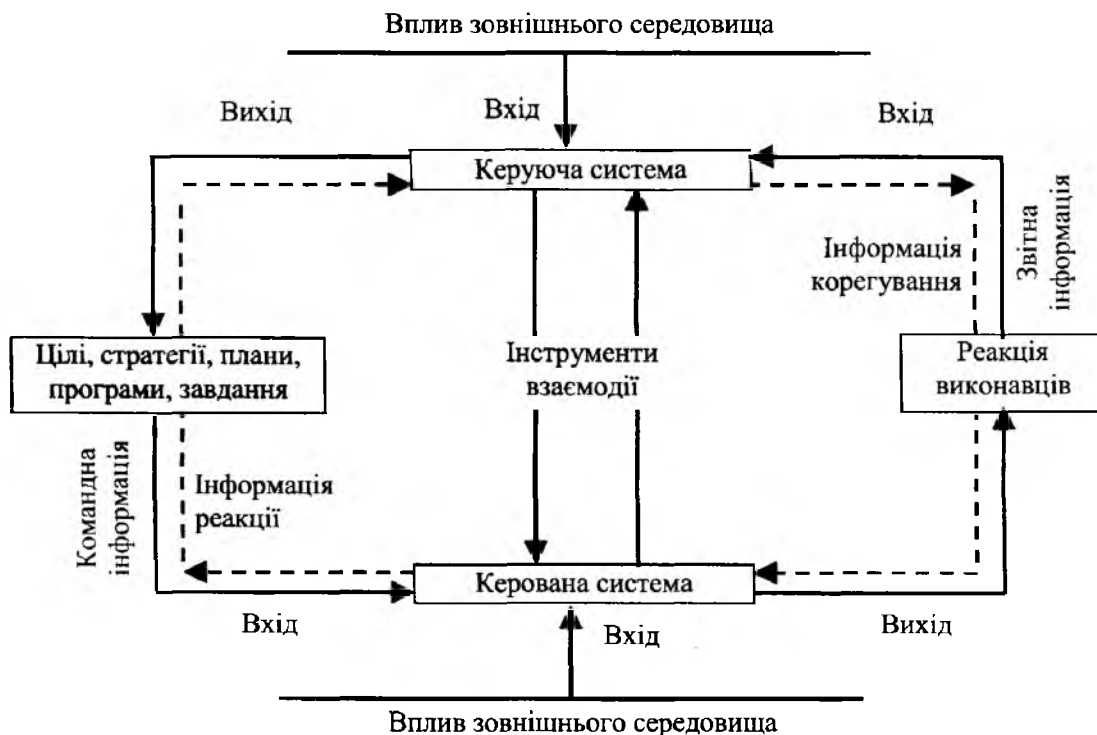 Вплив зовнішнього середовища
Вихід
Вхід
Вхід
Керуюча система
Інформація
корегування
Звітна
інформація
Цілі, стратегії, плани,
програми, завдання
Інструменти
взаємодії
Реакція
виконавців
Командна
інформація
Інформація
реакції
Керована система
Вхід
Вхід
Вихід
Вплив зовнішнього середовища